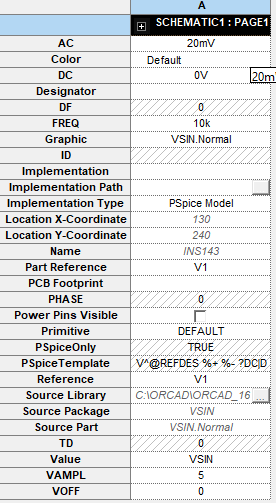 A
SCHEMATIC1 : PAGE1
AC 20mV
Color Default
DC 0V 20m
Designator
DF 0
FREQ 10k
Graphic VSIN.Normal
ID
Implementation
Implementation Path
Implementation Type PSpice Model
Location X-Coordinate 130
Location Y-Coordinate 240
Name INS143
Part Reference V1
PCB Footprint
PHASE 0
Power Pins Visible
Primitive DEFAULT
PSpiceOnly TRUE
PSpiceTemplate V^@REFDES %+ %- ?DC|D
Reference V1
Source Library C:\ORCAD\ORCAD_16 ...
Source Package VSIN
Source Part VSIN.Normal
TD 0
Value VSIN
VAMPL 5
VOFF 0